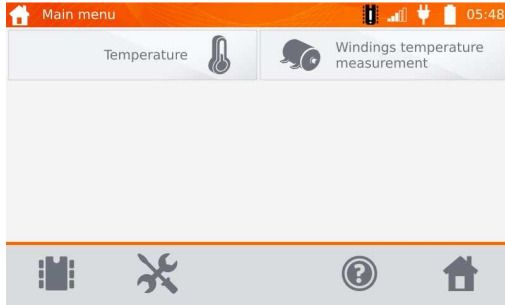 Main menu
05:48
Temperature
Windings temperature
measurement